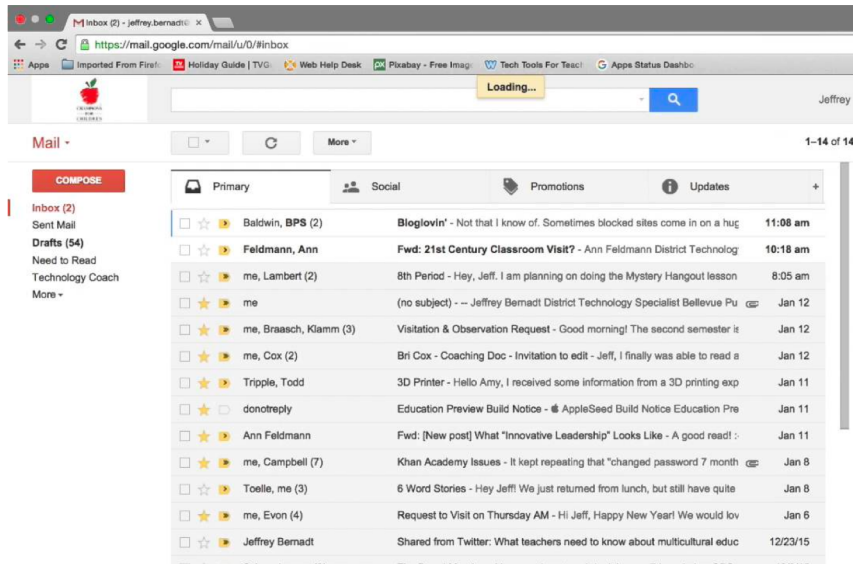 Inbox (2) - jeffrey.bernadt@
https://mail.google.com/mail/u/0/#inbox
Apps Imported From Firefo Holiday Guide | TVG Web Help Desk Pixabay - Free Imag Tech Tools For Teach Apps Status Dashbo
Loading...
CHAMPIONS
FOR
CHILDREN
Jeffrey
Mail
More
1–14 of 14
COMPOSE
Inbox (2)
Sent Mail
Drafts (54)
Need to Read
Technology Coach
More
Primary Social Promotions Updates +
Baldwin, BPS (2) Bloglovin' - Not that I know of. Sometimes blocked sites come in on a hug 11:08 am
Feldmann, Ann Fwd: 21st Century Classroom Visit? - Ann Feldmann District Technolog 10:18 am
me, Lambert (2) 8th Period - Hey, Jeff. I am planning on doing the Mystery Hangout lesson 8:05 am
me (no subject) - -- Jeffrey Bernadt District Technology Specialist Bellevue Pu Jan 12
me, Braasch, Klamm (3) Visitation & Observation Request - Good morning! The second semester is Jan 12
me, Cox (2) Bri Cox - Coaching Doc - Invitation to edit - Jeff, I finally was able to read a Jan 12
Tripple, Todd 3D Printer - Hello Amy, I received some information from a 3D printing exp Jan 11
donotreply Education Preview Build Notice - AppleSeed Build Notice Education Pre Jan 11
Ann Feldmann Fwd: [New post] What "Innovative Leadership" Looks Like - A good read! :- Jan 11
me, Campbell (7) Khan Academy Issues - It kept repeating that "changed password 7 month Jan 8
Toelle, me (3) 6 Word Stories - Hey Jeff! We just returned from lunch, but still have quite Jan 8
me, Evon (4) Request to Visit on Thursday AM - Hi Jeff, Happy New Year! We would lov Jan 6
Jeffrey Bernadt Shared from Twitter: What teachers need to know about multicultural educ 12/23/15